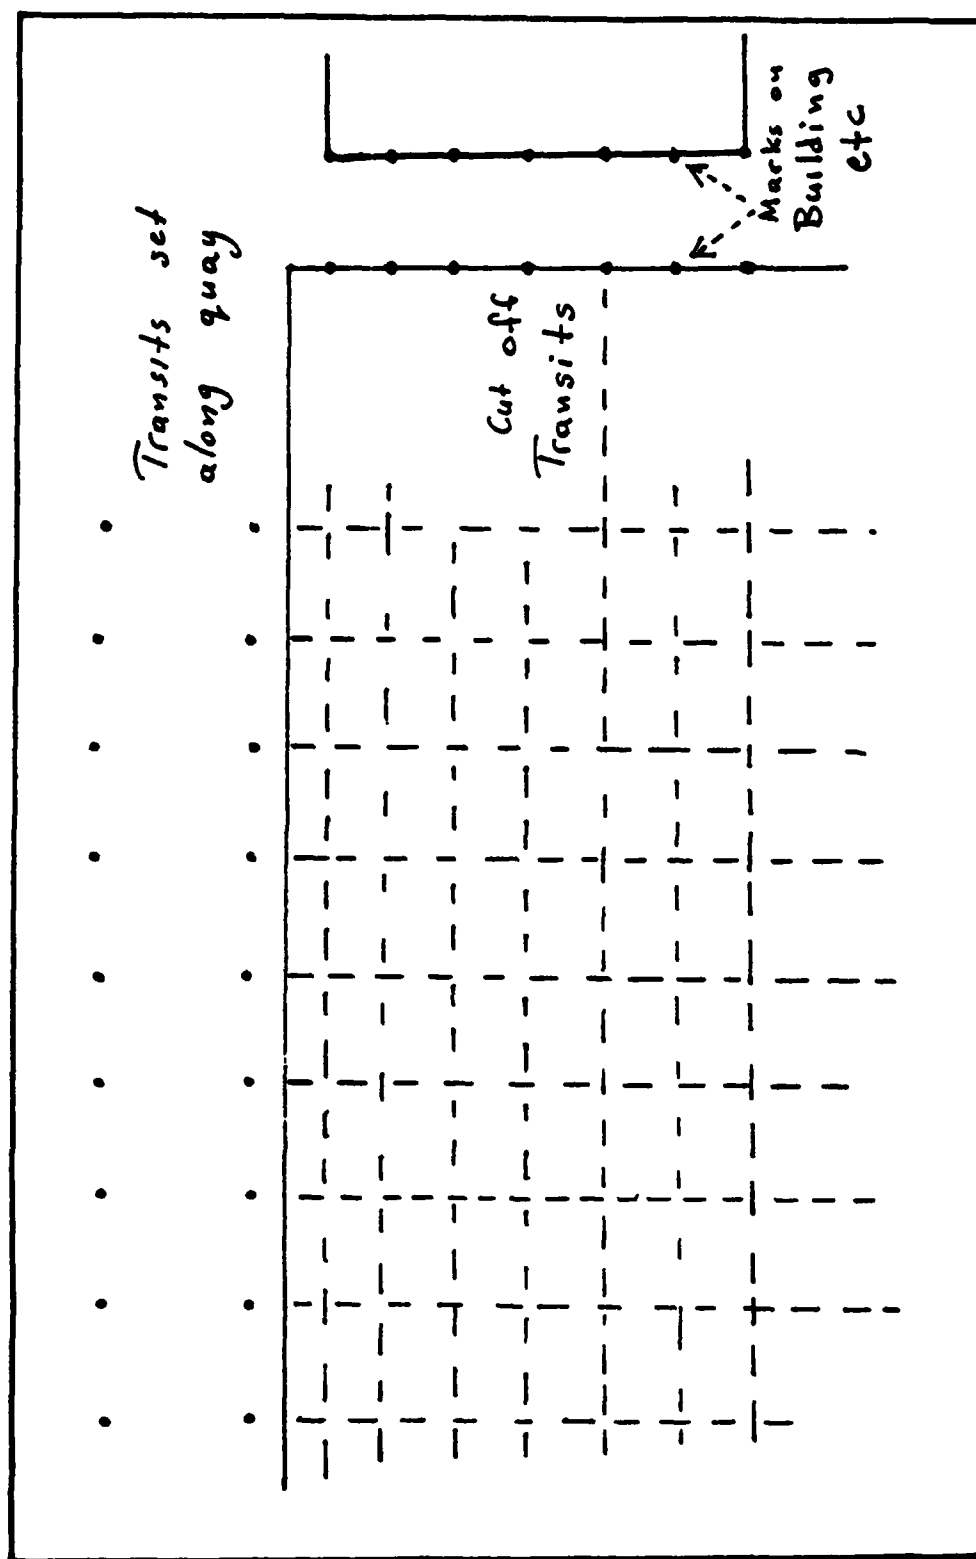 Transits set
along quay
Cut off
Transits
Marks on
Building
etc